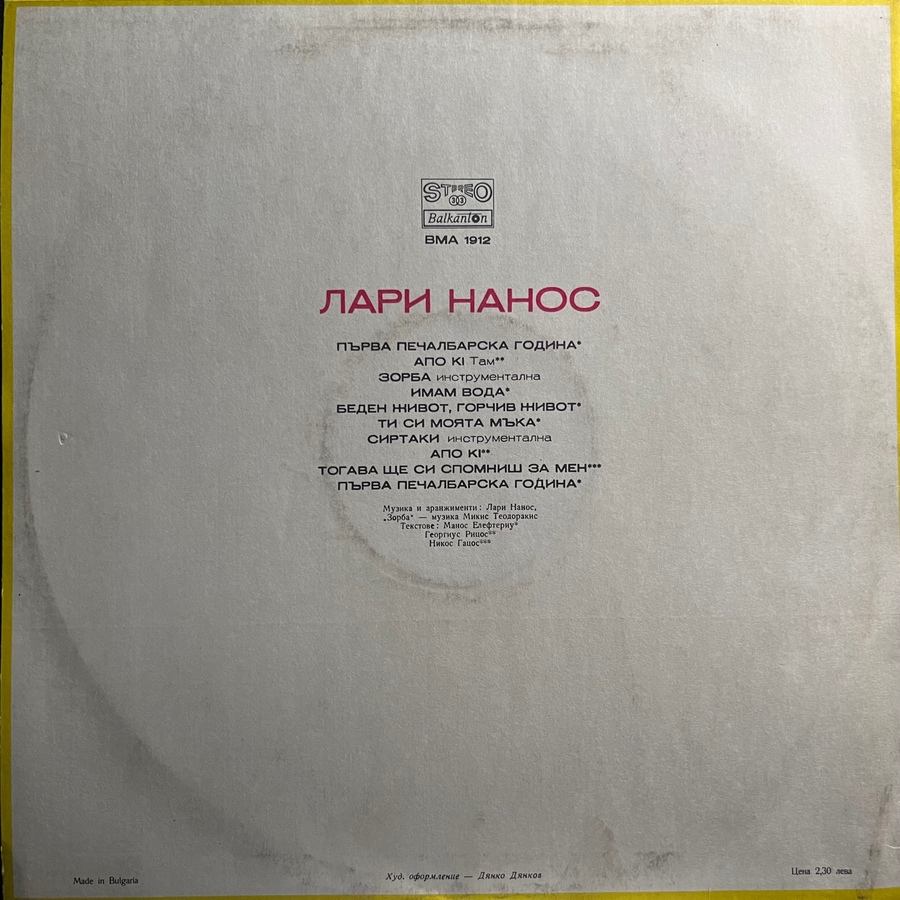 STEREO
33
Balkanton
ВМА 1912
ЛАРИ НАНОС
ПЪРВА ПЕЧАЛБАРСКА ГОДИНА*
АПО КІ Там**
ЗОРБА инструментална
ИМАМ ВОДА*
БЕДЕН ЖИВОТ, ГОРЧИВ ЖИВОТ*
ТИ СИ МОЯТА МЪКА*
СИРТАКИ инструментална
АПО КІ**
ТОГАВА ЩЕ СИ СПОМНИШ ЗА МЕН***
ПЪРВА ПЕЧАЛБАРСКА ГОДИНА*
Музика и аранжименти: Лари Нанос,
„Зорба“ — музика Микис Теодоракис
Текстове: Манос Елефтериу*
Георгиус Рицос**
Никос Гацос***
Made in Bulgaria
Худ. оформление — Дянко Дянков
Цена 2,30 лева